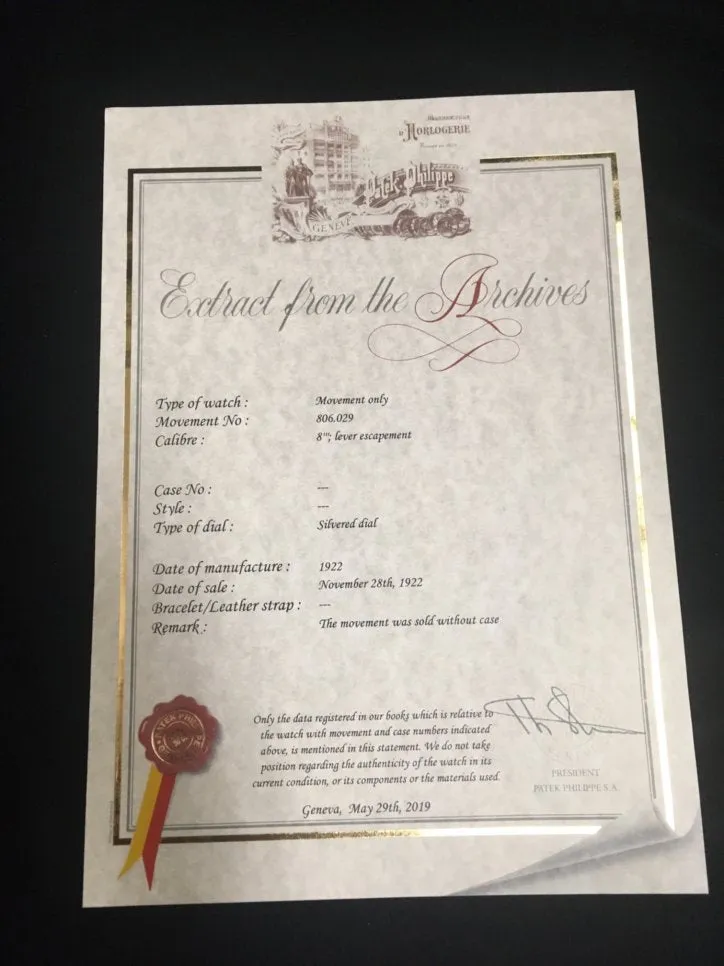 HORLOGERIE
Patek Philippe
GENÈVE
Extract from the Archives
Type of watch : Movement only
Movement No : 806.029
Calibre : 8''', lever escapement
Case No : ---
Style : ---
Type of dial : Silvered dial
Date of manufacture : 1922
Date of sale : November 28th, 1922
Bracelet/Leather strap : ---
Remark : The movement was sold without case
Only the data registered in our books which is relative to
the watch with movement and case numbers indicated
above, is mentioned in this statement. We do not take
position regarding the authenticity of the watch in its
current condition, or its components or the materials used.
PRESIDENT
PATEK PHILIPPE S.A.
Geneva, May 29th, 2019